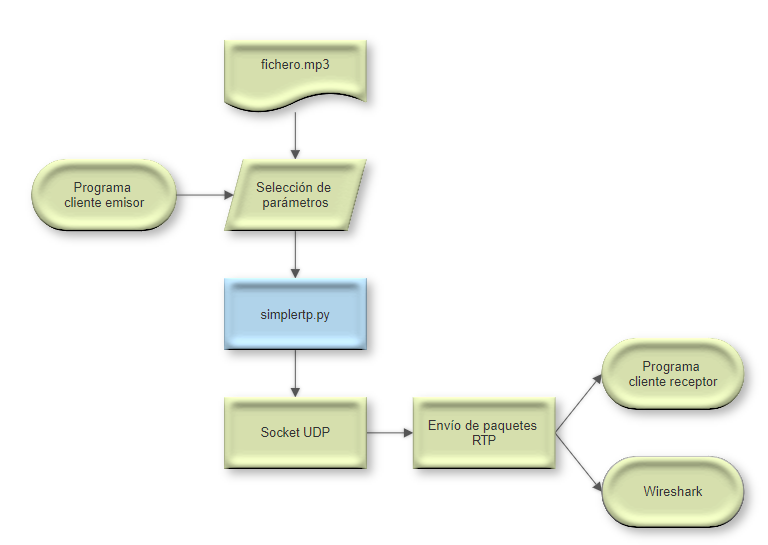 fichero.mp3
Programa
cliente emisor
Selección de
parámetros
simplertp.py
Socket UDP
Envío de paquetes
RTP
Programa
cliente receptor
Wireshark